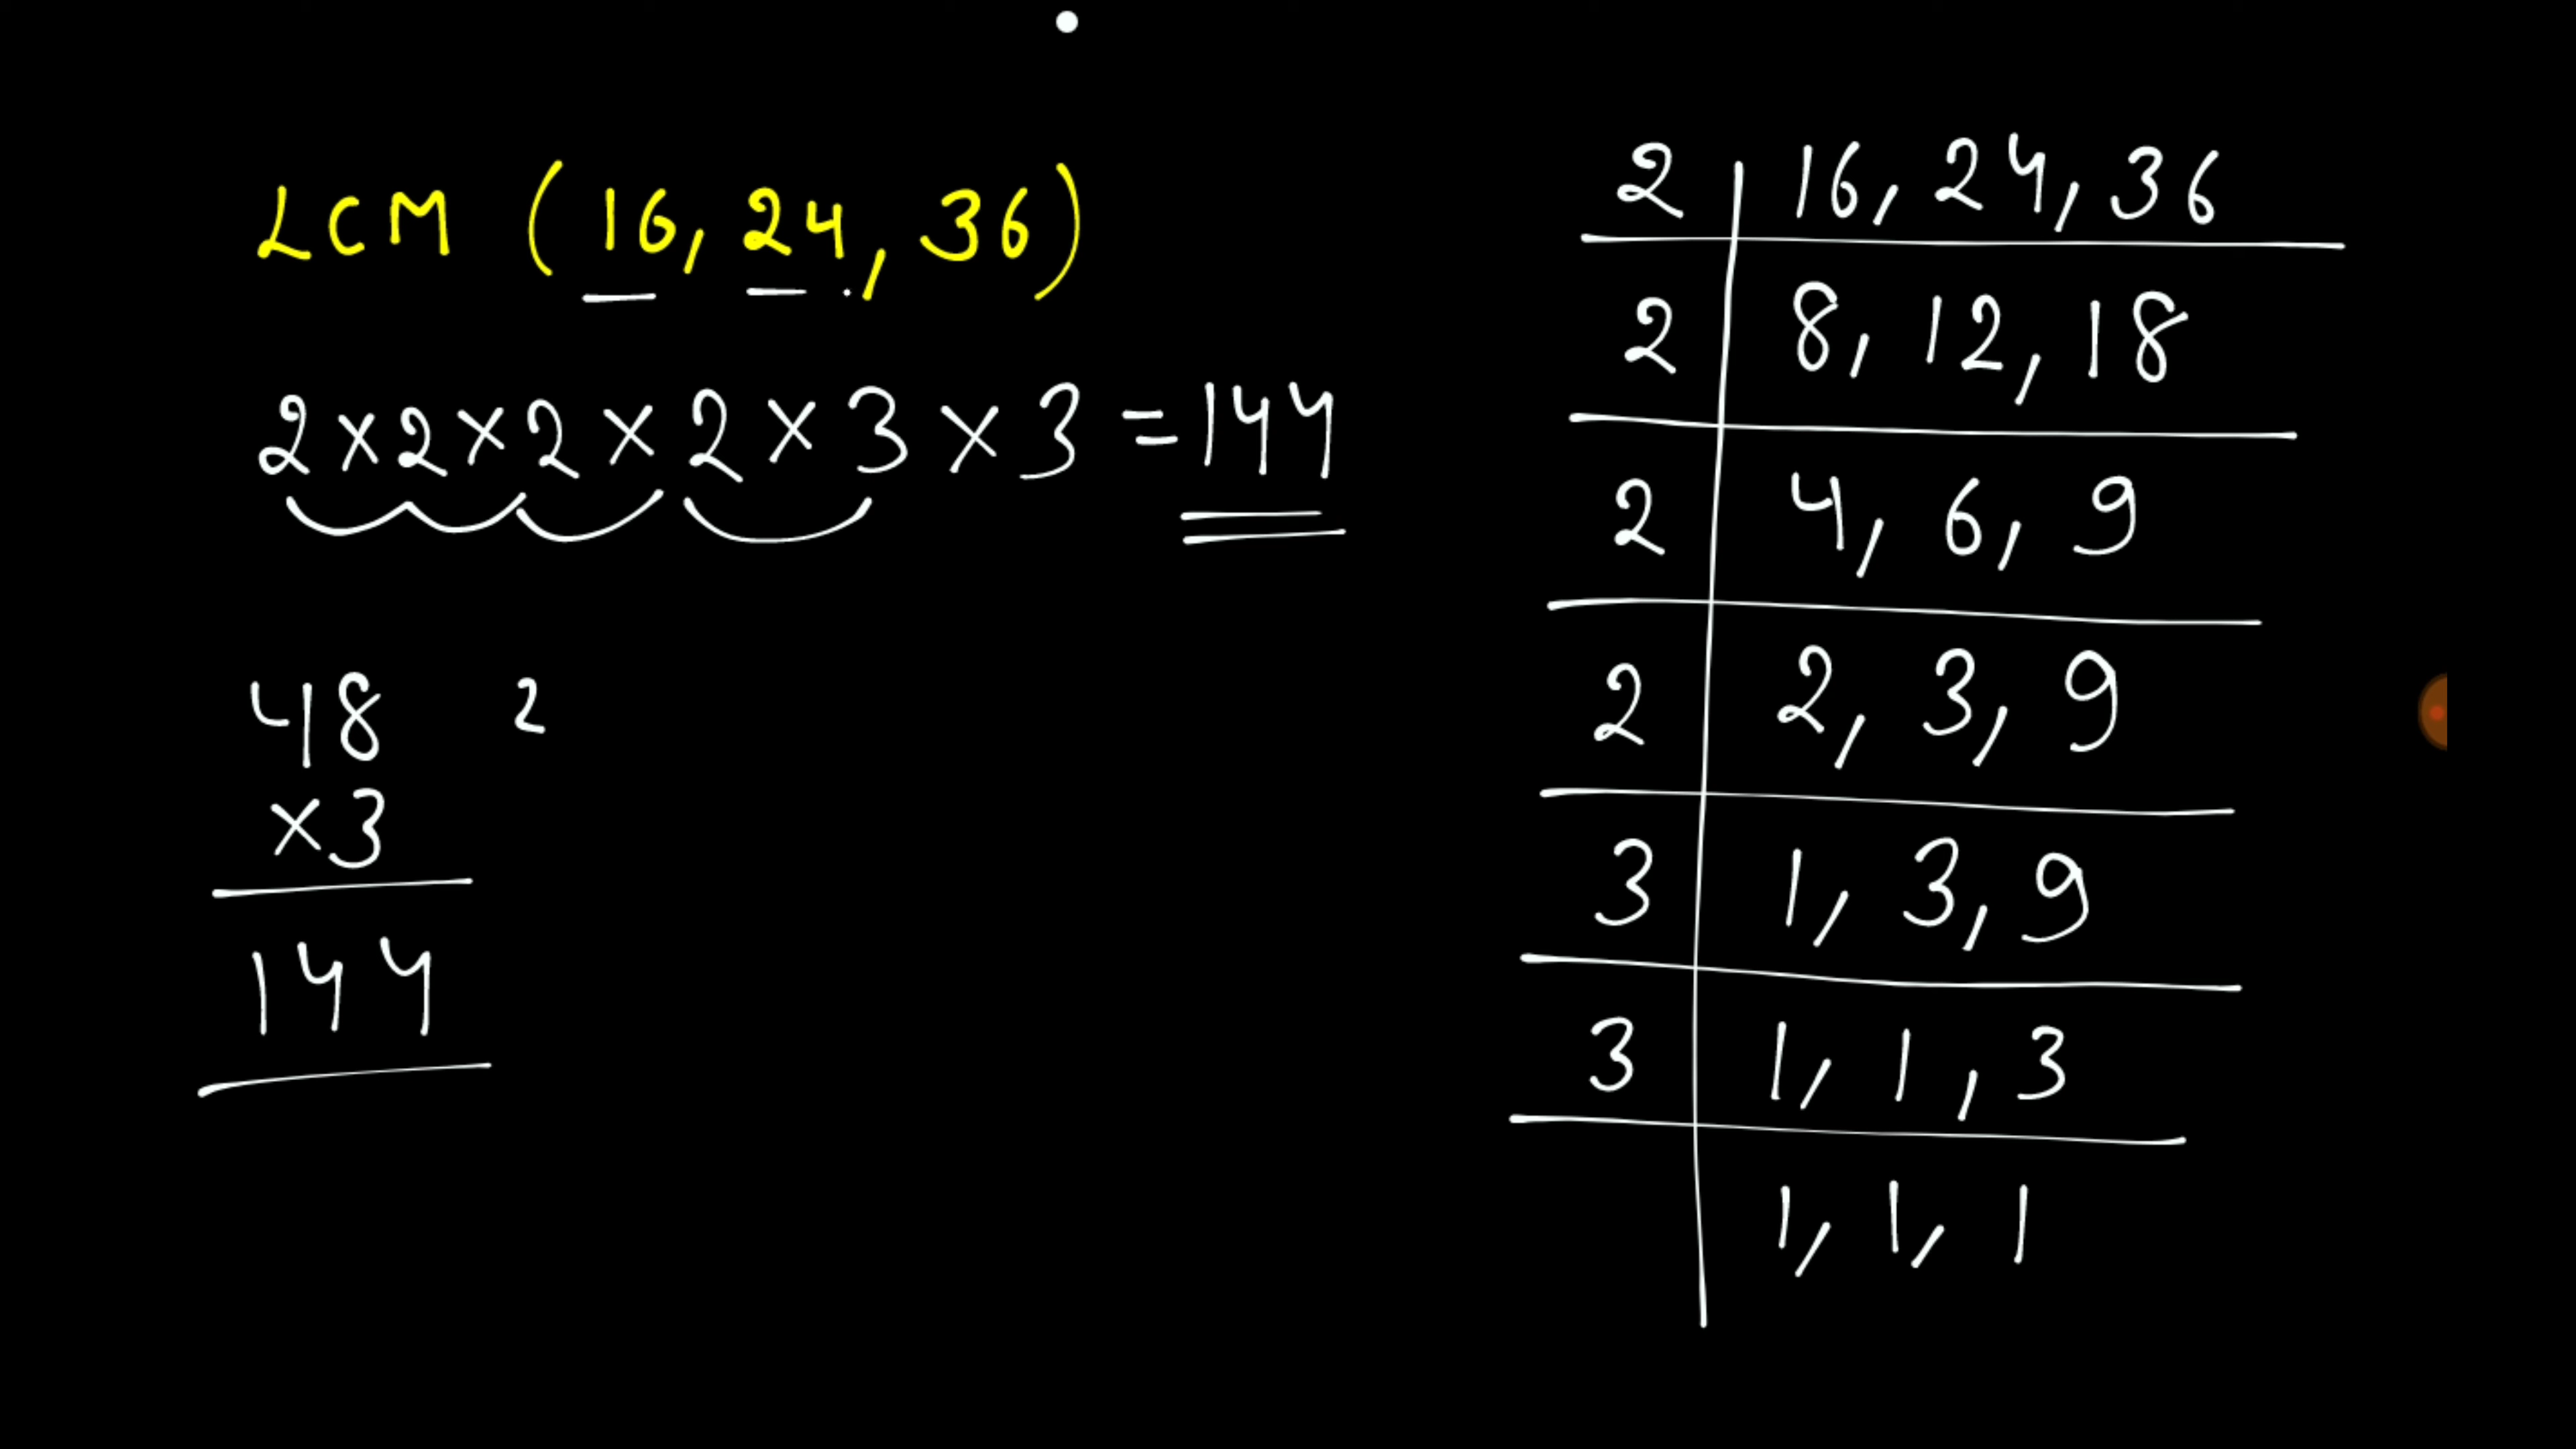 LCM (16, 24, 36)
2×2×2×2×3×3=144
48 2
×3
144
2 16, 24, 36
2 8, 12, 18
2 4, 6, 9
2 2, 3, 9
3 1, 3, 9
3 1, 1, 3
1, 1, 1